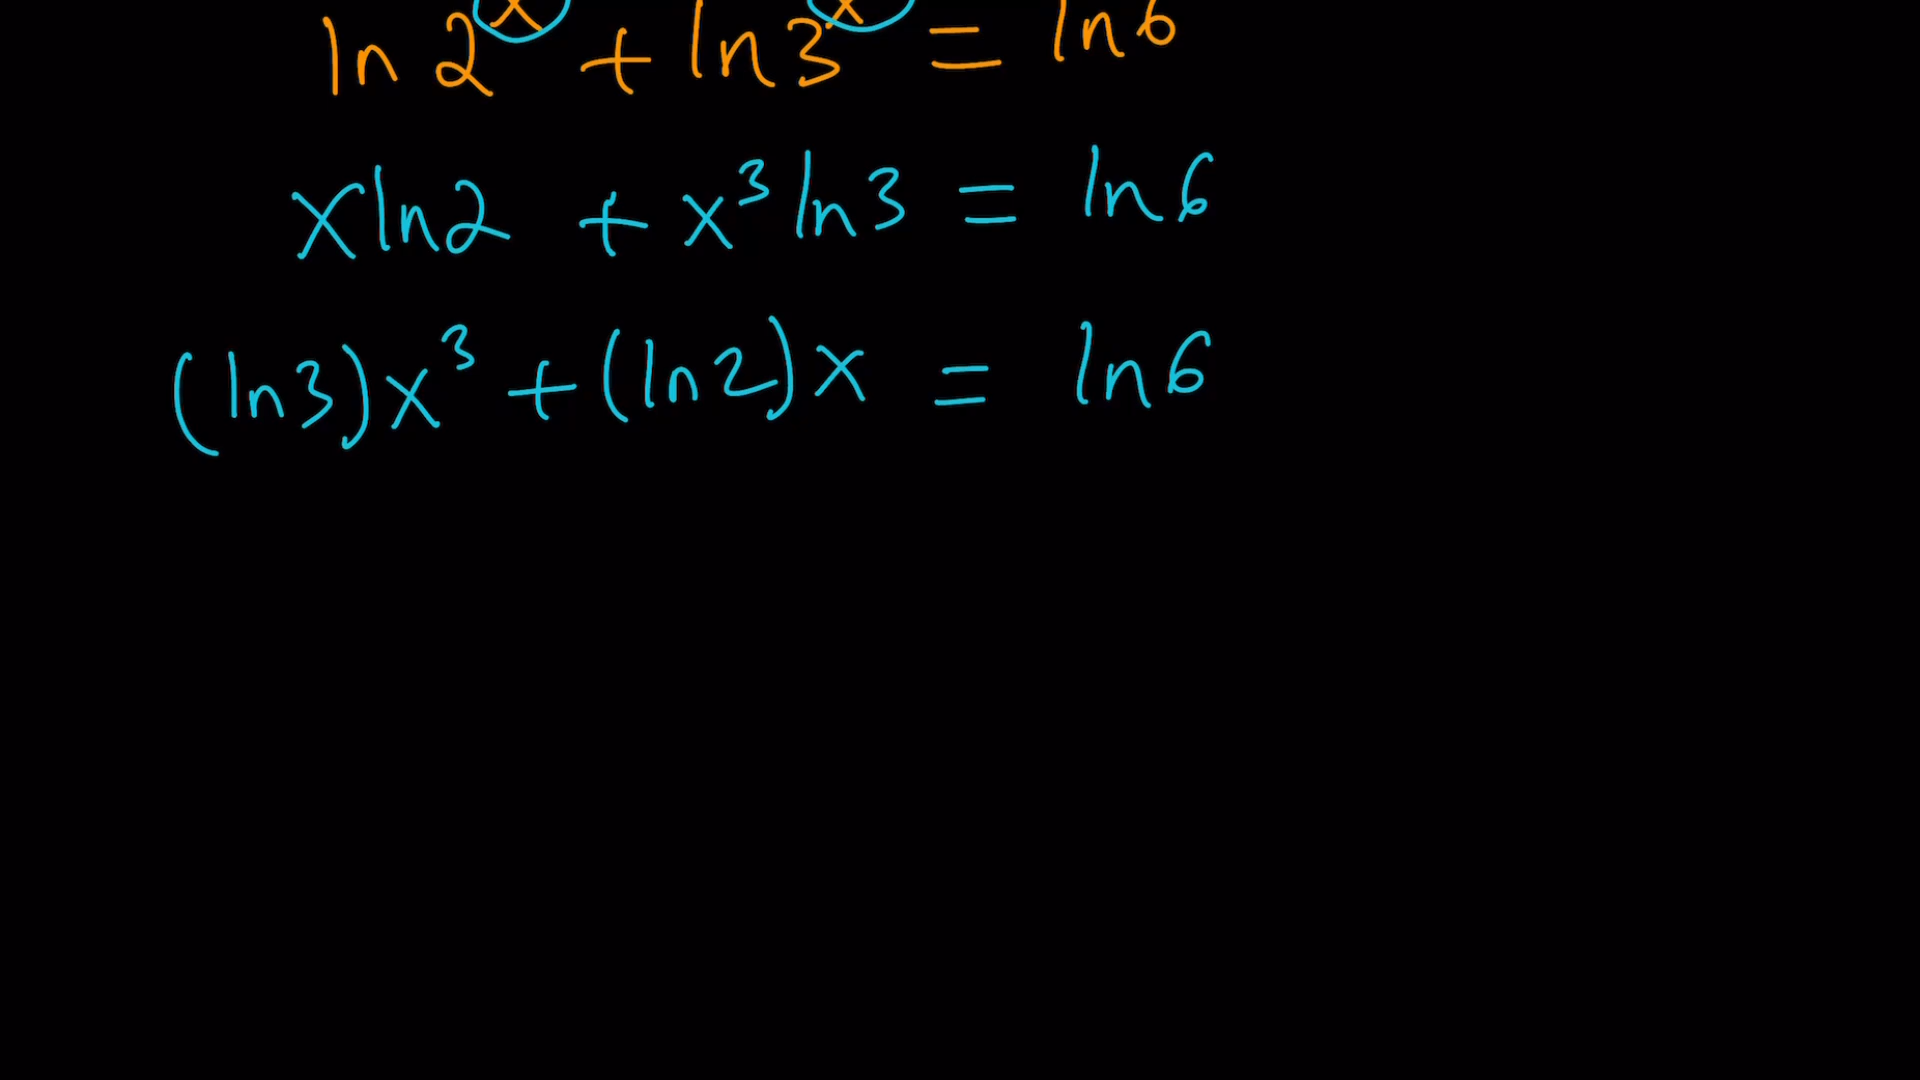 ln 2^x + ln 3^x = ln 6
x ln 2 + x³ ln 3 = ln 6
(ln 3)x³ + (ln 2)x = ln 6